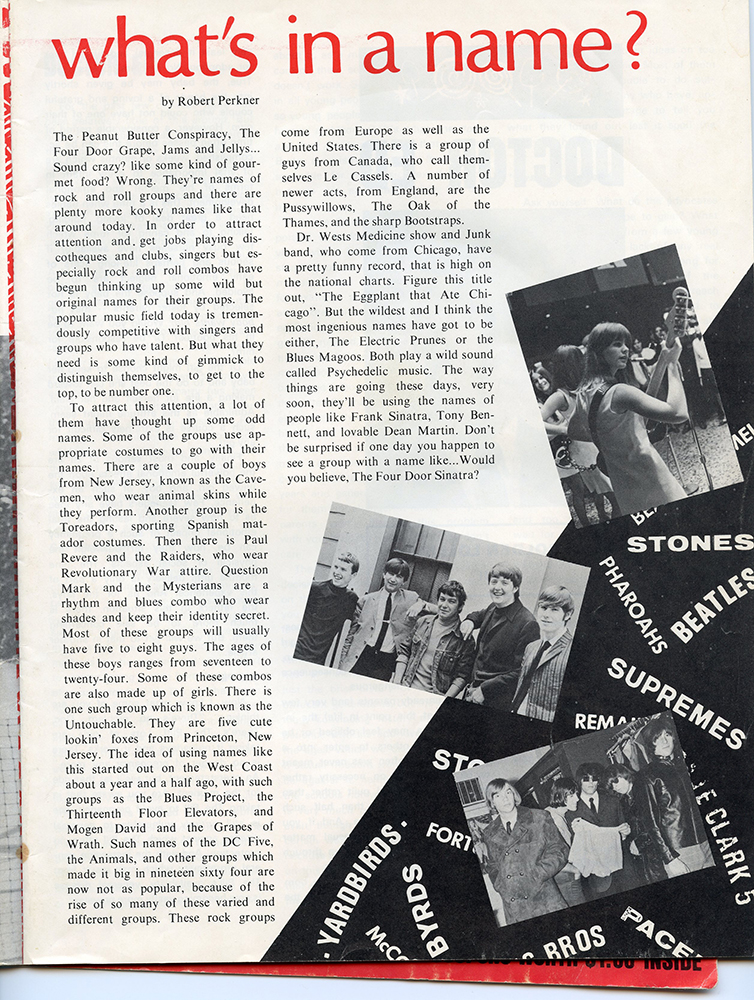 what's in a name?
by Robert Perkner
The Peanut Butter Conspiracy, The
Four Door Grape, Jams and Jellys...
Sound crazy? like some kind of gour-
met food? Wrong. They're names of
rock and roll groups and there are
plenty more kooky names like that
around today. In order to attract
attention and get jobs playing dis-
cotheques and clubs, singers but es-
pecially rock and roll combos have
begun thinking up some wild but
original names for their groups. The
popular music field today is tremen-
dously competitive with singers and
groups who have talent. But what they
need is some kind of gimmick to
distinguish themselves, to get to the
top, to be number one.
To attract this attention, a lot of
them have thought up some odd
names. Some of the groups use ap-
propriate costumes to go with their
names. There are a couple of boys
from New Jersey, known as the Cave-
men, who wear animal skins while
they perform. Another group is the
Toreadors, sporting Spanish mat-
ador costumes. Then there is Paul
Revere and the Raiders, who wear
Revolutionary War attire. Question
Mark and the Mysterians are a
rhythm and blues combo who wear
shades and keep their identity secret.
Most of these groups will usually
have five to eight guys. The ages of
these boys ranges from seventeen to
twenty-four. Some of these combos
are also made up of girls. There is
one such group which is known as the
Untouchable. They are five cute
lookin' foxes from Princeton, New
Jersey. The idea of using names like
this started out on the West Coast
about a year and a half ago, with such
groups as the Blues Project, the
Thirteenth Floor Elevators, and
Mogen David and the Grapes of
Wrath. Such names of the DC Five,
the Animals, and other groups which
made it big in nineteen sixty four are
now not as popular, because of the
rise of so many of these varied and
different groups. These rock groups
come from Europe as well as the
United States. There is a group of
guys from Canada, who call them-
selves Le Cassels. A number of
newer acts, from England, are the
Pussywillows, The Oak of the
Thames, and the sharp Bootstraps.
Dr. Wests Medicine show and Junk
band, who come from Chicago, have
a pretty funny record, that is high on
the national charts. Figure this title
out, "The Eggplant that Ate Chi-
cago". But the wildest and I think the
most ingenious names have got to be
either, The Electric Prunes or the
Blues Magoos. Both play a wild sound
called Psychedelic music. The way
things are going these days, very
soon, they'll be using the names of
people like Frank Sinatra, Tony Ben-
nett, and lovable Dean Martin. Don't
be surprised if one day you happen to
see a group with a name like...Would
you believe, The Four Door Sinatra?
STONES
PHAROAHS
BEATLES
SUPREMES
REMA
STO
CLARK 5
FORT
YARDBIRDS
BYRDS
McCO
BROS
PACE
INSIDE